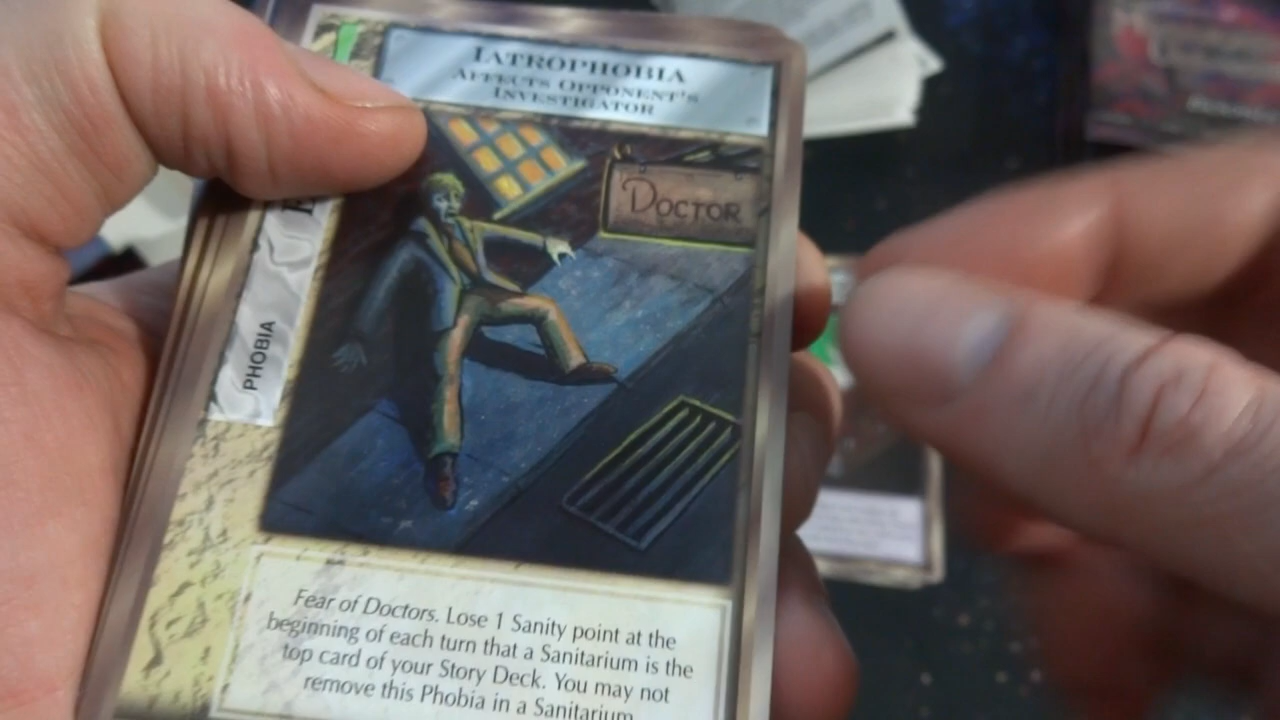 IATROPHOBIA
AFFECTS OPPONENT'S
INVESTIGATOR
DOCTOR
PHOBIA
Fear of Doctors. Lose 1 Sanity point at the
beginning of each turn that a Sanitarium is the
top card of your Story Deck. You may not
remove this Phobia in a Sanitarium